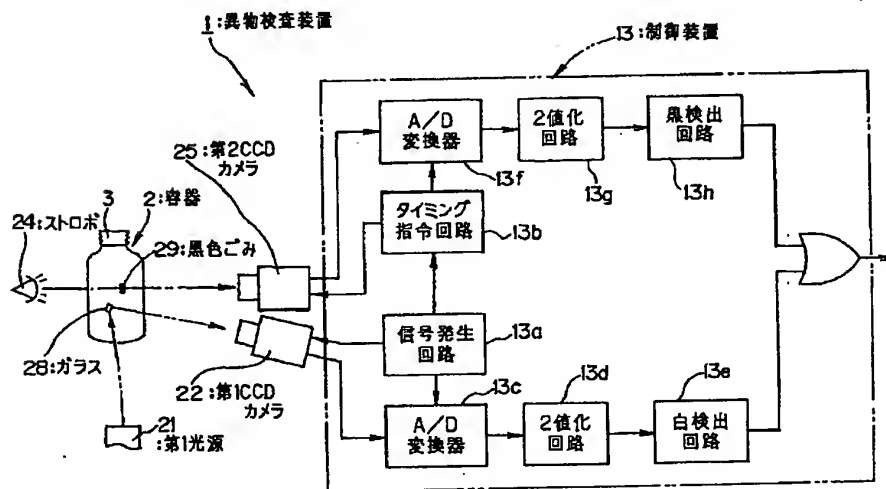 1:異物検査装置
13:制御装置
A/D
変換器
13f
2値化
回路
13g
黒検出
回路
13h
25:第2CCD
カメラ
3
2:容器
24:ストロボ
29:黒色ごみ
タイミング
指令回路
13b
信号発生
回路
13a
28:ガラス
22:第1CCD
カメラ
21
:第1光源
13c
A/D
変換器
13d
2値化
回路
13e
白検出
回路